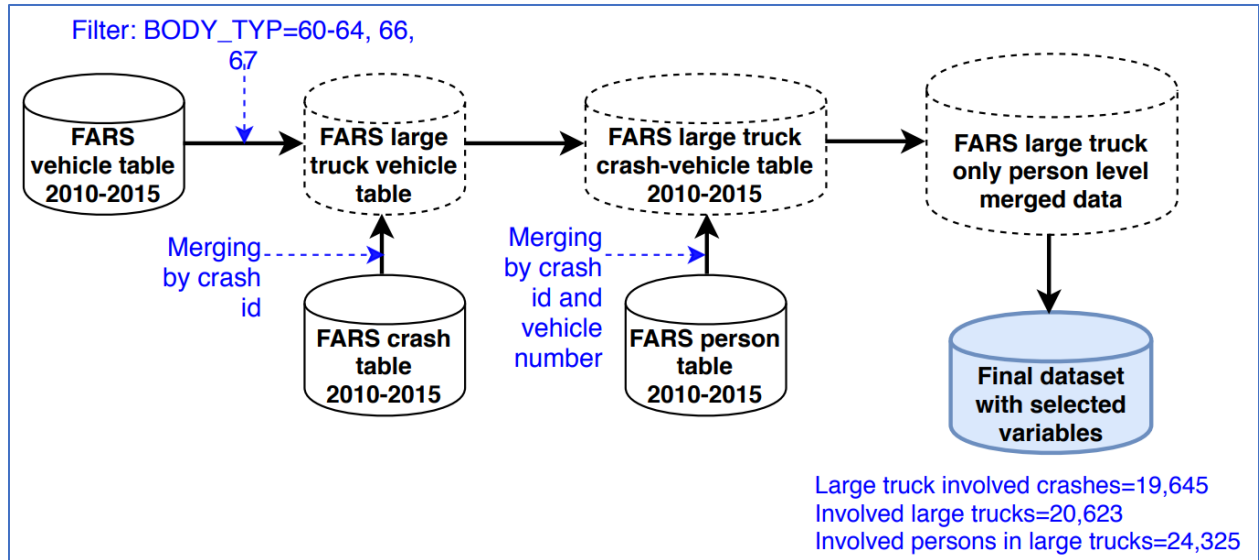 Filter: BODY_TYP=60-64, 66,
67
FARS
vehicle table
2010-2015
FARS large
truck vehicle
table
FARS large truck
crash-vehicle table
2010-2015
FARS large truck
only person level
merged data
Merging
by crash
id
FARS crash
table
2010-2015
Merging
by crash
id and
vehicle
number
FARS person
table
2010-2015
Final dataset
with selected
variables
Large truck involved crashes=19,645
Involved large trucks=20,623
Involved persons in large trucks=24,325